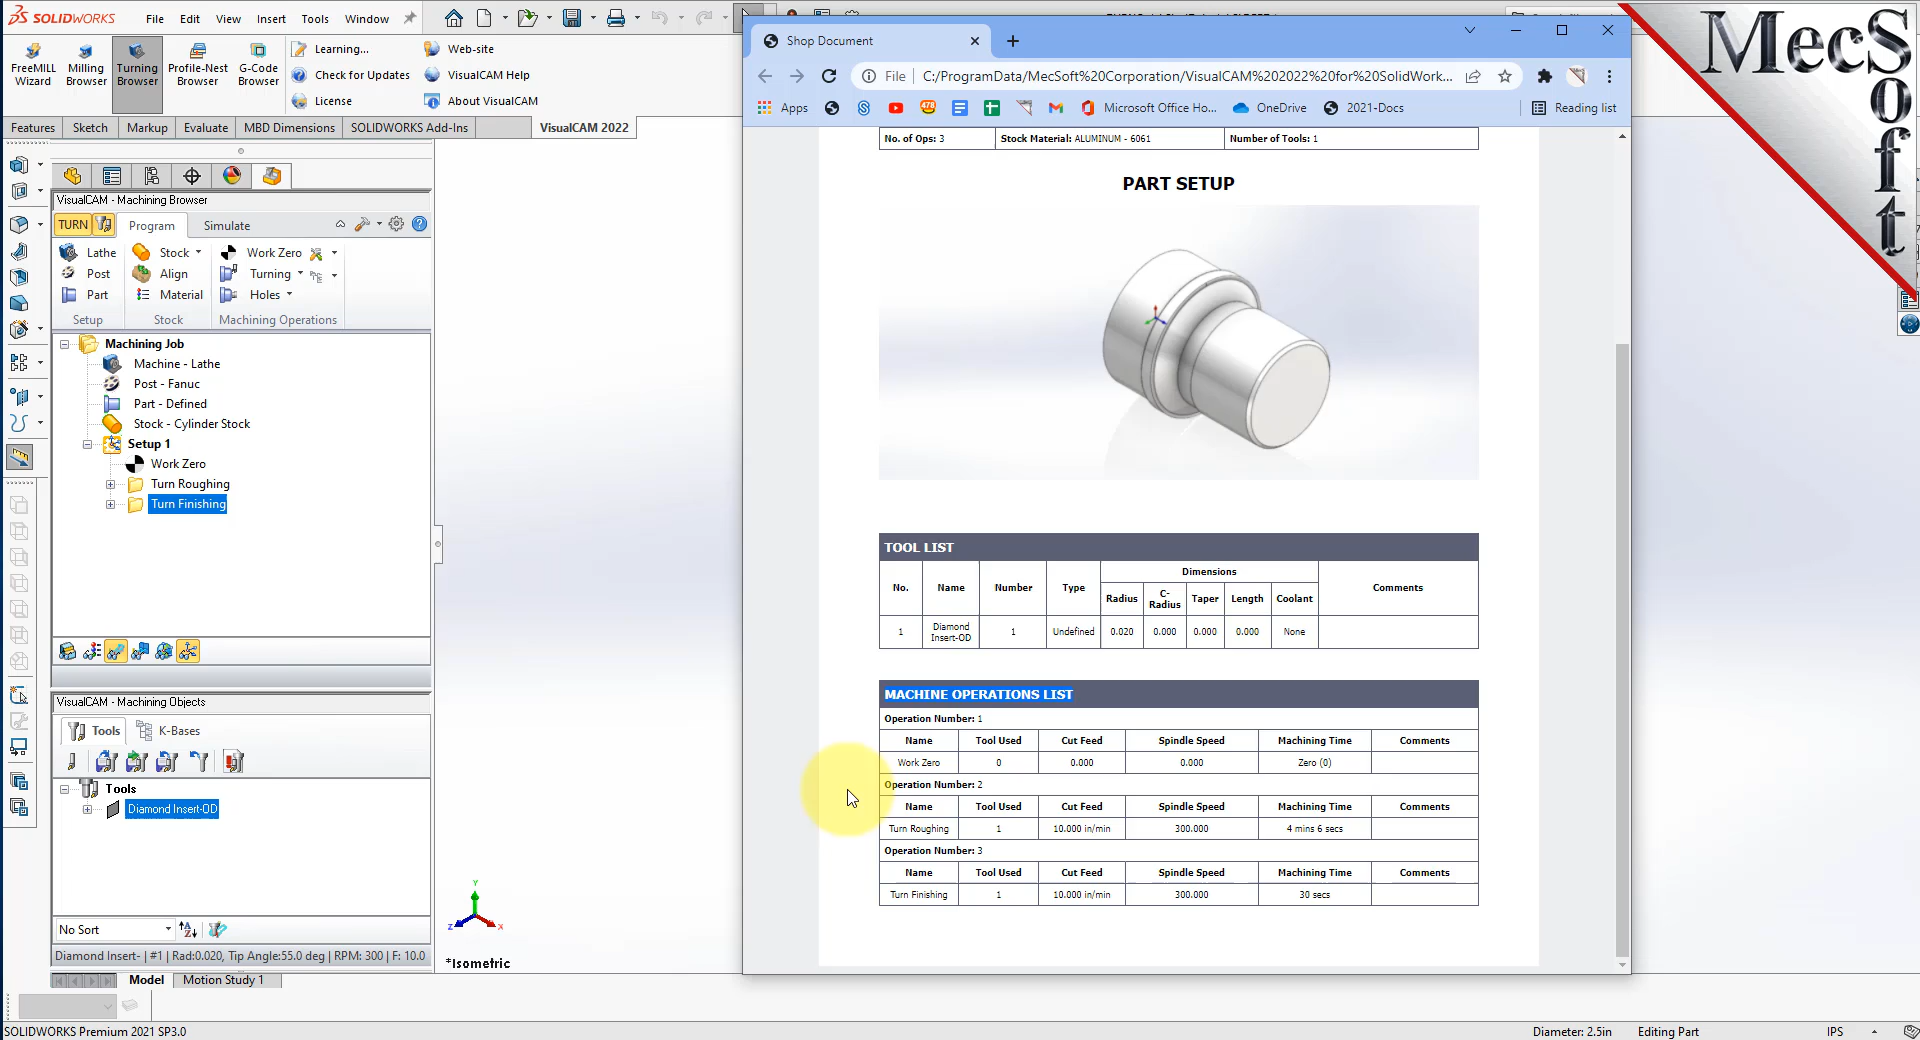 SOLIDWORKS File Edit View Insert Tools Window
FreeMILL Wizard
Milling Browser
Turning Browser
Profile-Nest Browser
G-Code Browser
Learning...
Check for Updates
License
Web-site
VisualCAM Help
About VisualCAM
Features Sketch Markup Evaluate MBD Dimensions SOLIDWORKS Add-Ins VisualCAM 2022
VisualCAM - Machining Browser
TURN Program Simulate
Lathe Stock Work Zero
Post Align Turning
Part Material Holes
Setup Stock Machining Operations
Machining Job
Machine - Lathe
Post - Fanuc
Part - Defined
Stock - Cylinder Stock
Setup 1
Work Zero
Turn Roughing
Turn Finishing
VisualCAM - Machining Objects
Tools K-Bases
Tools
Diamond Insert-OD
No Sort
Diamond Insert- | #1 | Rad:0.020, Tip Angle:55.0 deg | RPM: 300 | F: 10.0
Model Motion Study 1
SOLIDWORKS Premium 2021 SP3.0
Y
Z X
*Isometric
Shop Document
File C:/ProgramData/MecSoft%20Corporation/VisualCAM%202022%20for%20SolidWork...
Apps 478 Microsoft Office Ho... OneDrive 2021-Docs Reading list
No. of Ops: 3 Stock Material: ALUMINUM - 6061 Number of Tools: 1
PART SETUP
TOOL LIST
No. Name Number Type Dimensions Comments
Radius C-Radius Taper Length Coolant
1 Diamond Insert-OD 1 Undefined 0.020 0.000 0.000 0.000 None
MACHINE OPERATIONS LIST
Operation Number: 1
Name Tool Used Cut Feed Spindle Speed Machining Time Comments
Work Zero 0 0.000 0.000 Zero (0)
Operation Number: 2
Name Tool Used Cut Feed Spindle Speed Machining Time Comments
Turn Roughing 1 10.000 in/min 300.000 4 mins 6 secs
Operation Number: 3
Name Tool Used Cut Feed Spindle Speed Machining Time Comments
Turn Finishing 1 10.000 in/min 300.000 30 secs
MecSoft
Diameter: 2.5in Editing Part IPS